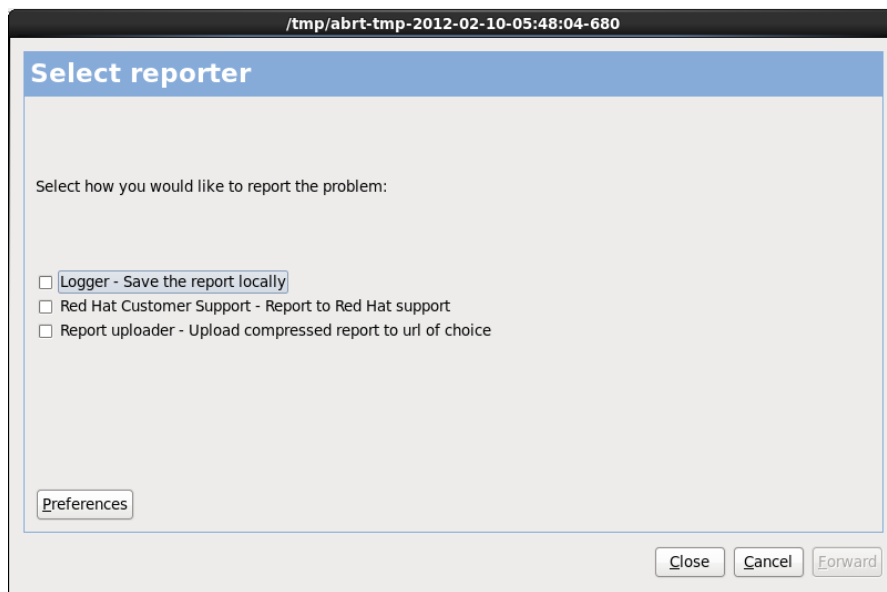 /tmp/abrt-tmp-2012-02-10-05:48:04-680
Select reporter
Select how you would like to report the problem:
Logger - Save the report locally
Red Hat Customer Support - Report to Red Hat support
Report uploader - Upload compressed report to url of choice
Preferences
Close Cancel Forward